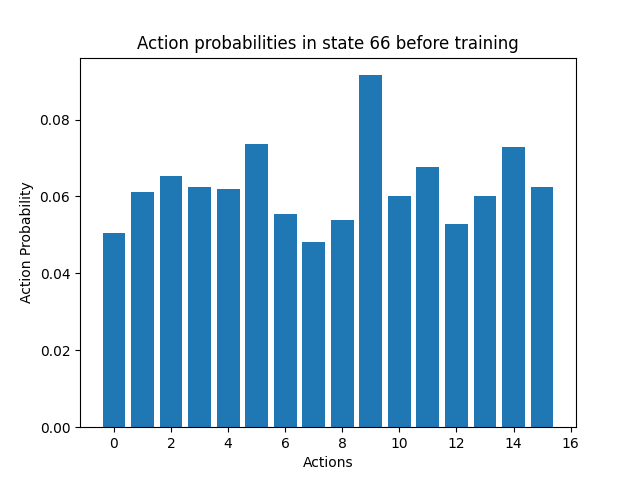 Action probabilities in state 66 before training
Action Probability
0.08
0.06
0.04
0.02
0.00
0 2 4 6 8 10 12 14 16
Actions